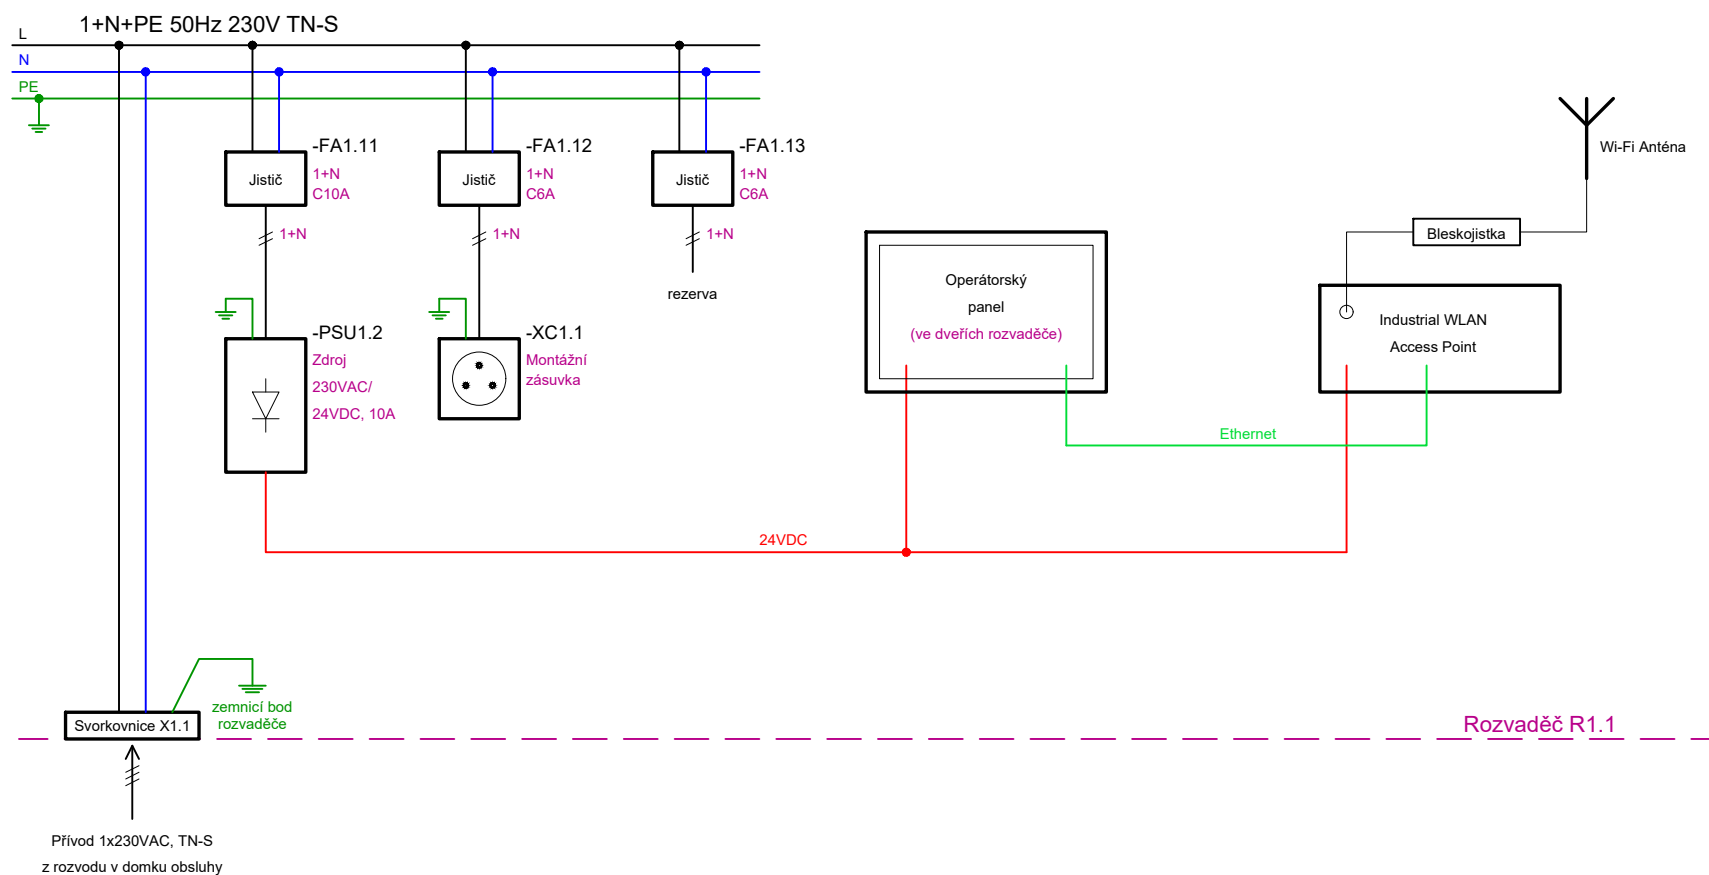 1+N+PE 50Hz 230V TN-S
L
N
PE
-FA1.11
Jistič
1+N
C10A
1+N
-FA1.12
Jistič
1+N
C6A
1+N
-FA1.13
Jistič
1+N
C6A
1+N
rezerva
-PSU1.2
Zdroj
230VAC/
24VDC, 10A
-XC1.1
Montážní
zásuvka
Operátorský
panel
(ve dveřích rozvaděče)
Wi-Fi Anténa
Bleskojistka
Industrial WLAN
Access Point
Ethernet
24VDC
zemnicí bod
rozvaděče
Svorkovnice X1.1
Rozvaděč R1.1
Přívod 1x230VAC, TN-S
z rozvodu v domku obsluhy